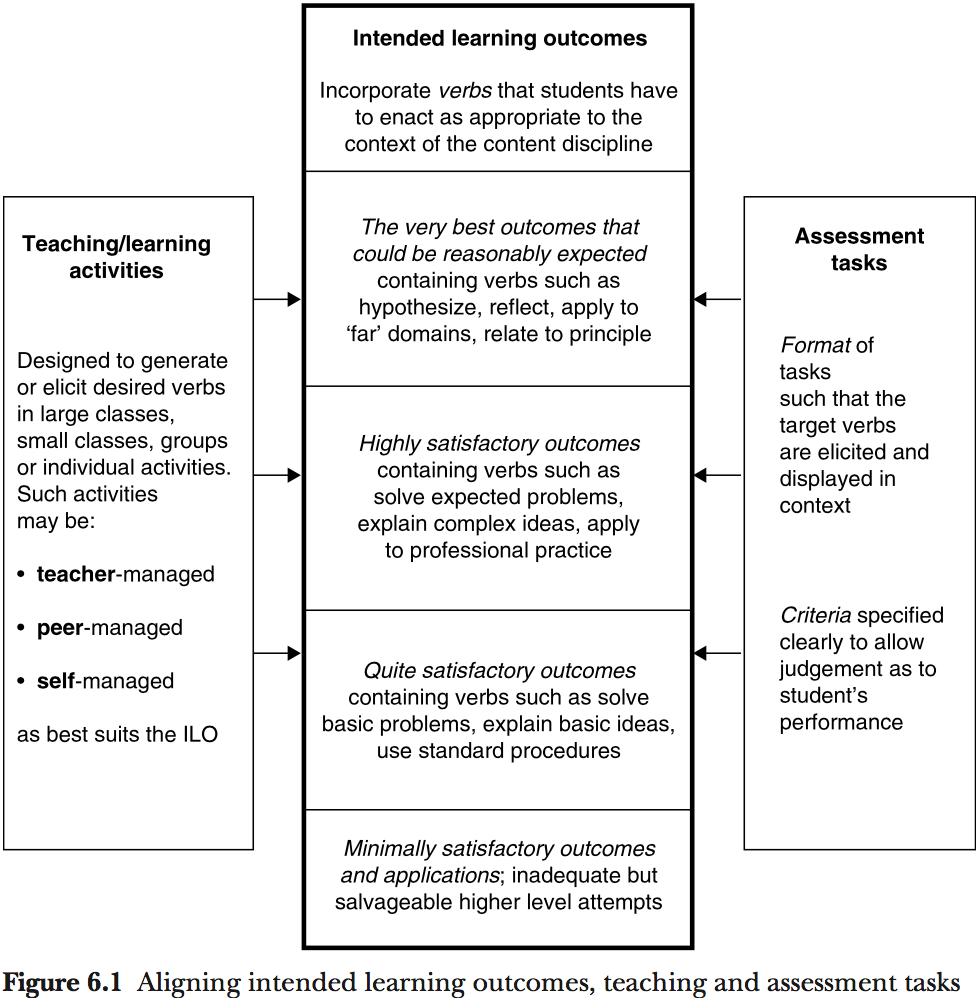 Intended learning outcomes
Incorporate verbs that students have
to enact as appropriate to the
context of the content discipline
Teaching/learning
activities
Designed to generate
or elicit desired verbs
in large classes,
small classes, groups
or individual activities.
Such activities
may be:
• teacher-managed
• peer-managed
• self-managed
as best suits the ILO
The very best outcomes that
could be reasonably expected
containing verbs such as
hypothesize, reflect, apply to
‘far’ domains, relate to principle
Highly satisfactory outcomes
containing verbs such as
solve expected problems,
explain complex ideas, apply
to professional practice
Quite satisfactory outcomes
containing verbs such as solve
basic problems, explain basic ideas,
use standard procedures
Minimally satisfactory outcomes
and applications; inadequate but
salvageable higher level attempts
Assessment
tasks
Format of
tasks
such that the
target verbs
are elicited and
displayed in
context
Criteria specified
clearly to allow
judgement as to
student’s
performance
Figure 6.1 Aligning intended learning outcomes, teaching and assessment tasks